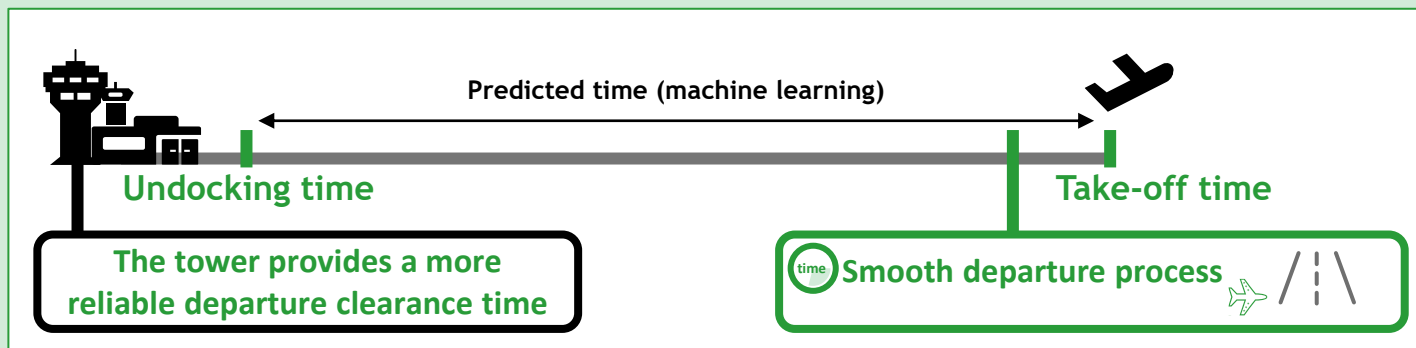 Predicted time (machine learning)
Undocking time
Take-off time
The tower provides a more
reliable departure clearance time
time
Smooth departure process